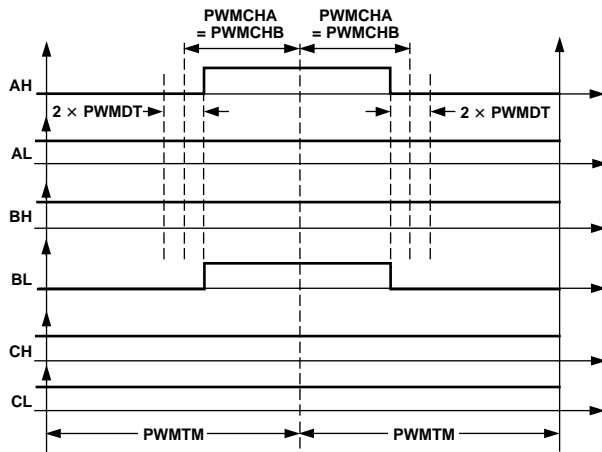 PWMCHA
= PWMCHB
PWMCHA
= PWMCHB
AH
2 × PWMDT
2 × PWMDT
AL
BH
BL
CH
CL
PWMTM
PWMTM